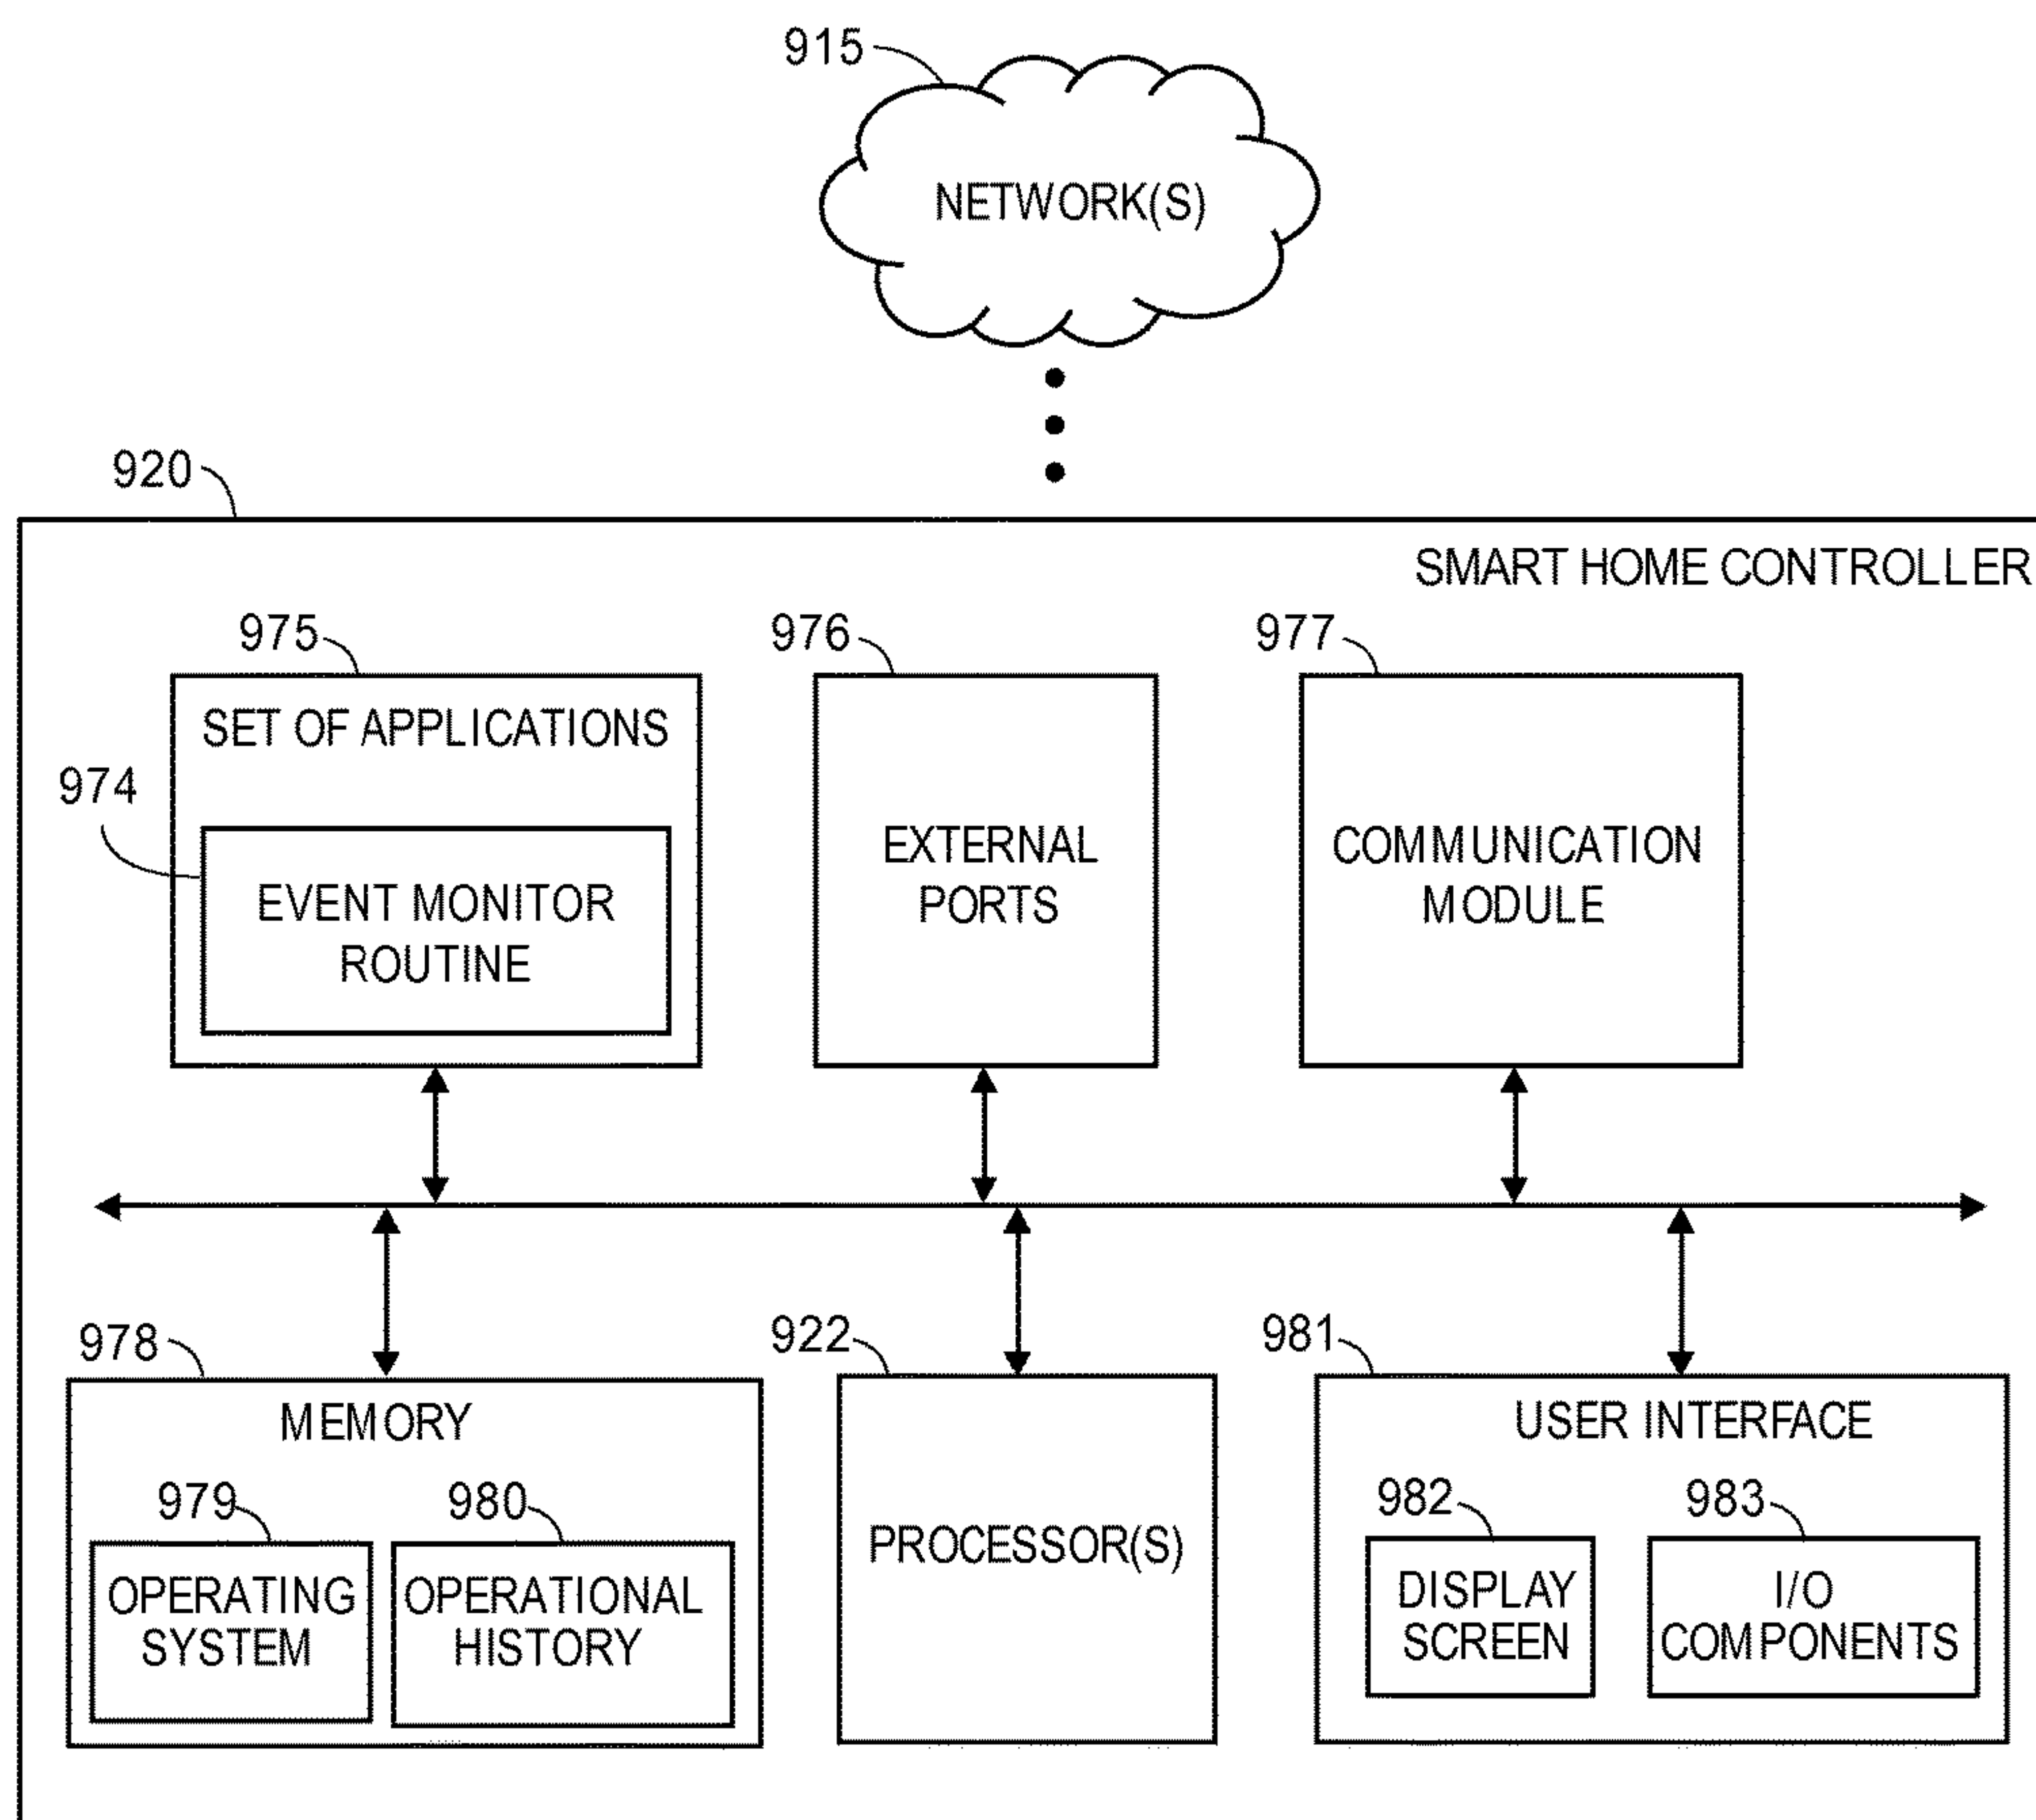 915
NETWORK(S)
920
SMART HOME CONTROLLER
975
976
977
SET OF APPLICATIONS
974
EVENT MONITOR
ROUTINE
EXTERNAL
PORTS
COMMUNICATION
MODULE
978
922
981
MEMORY
979
980
OPERATING
SYSTEM
OPERATIONAL
HISTORY
PROCESSOR(S)
USER INTERFACE
982
983
DISPLAY
SCREEN
I/O
COMPONENTS